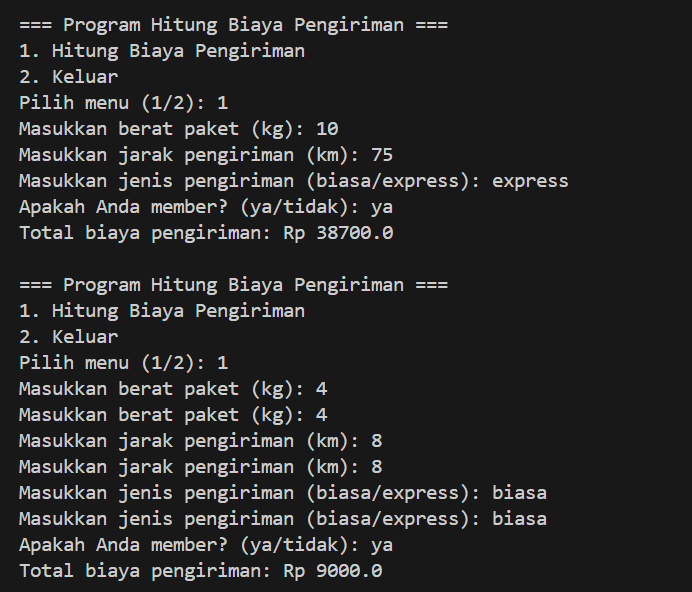 === Program Hitung Biaya Pengiriman ===
1. Hitung Biaya Pengiriman
2. Keluar
Pilih menu (1/2): 1
Masukkan berat paket (kg): 10
Masukkan jarak pengiriman (km): 75
Masukkan jenis pengiriman (biasa/express): express
Apakah Anda member? (ya/tidak): ya
Total biaya pengiriman: Rp 38700.0

=== Program Hitung Biaya Pengiriman ===
1. Hitung Biaya Pengiriman
2. Keluar
Pilih menu (1/2): 1
Masukkan berat paket (kg): 4
Masukkan berat paket (kg): 4
Masukkan jarak pengiriman (km): 8
Masukkan jarak pengiriman (km): 8
Masukkan jenis pengiriman (biasa/express): biasa
Masukkan jenis pengiriman (biasa/express): biasa
Apakah Anda member? (ya/tidak): ya
Total biaya pengiriman: Rp 9000.0